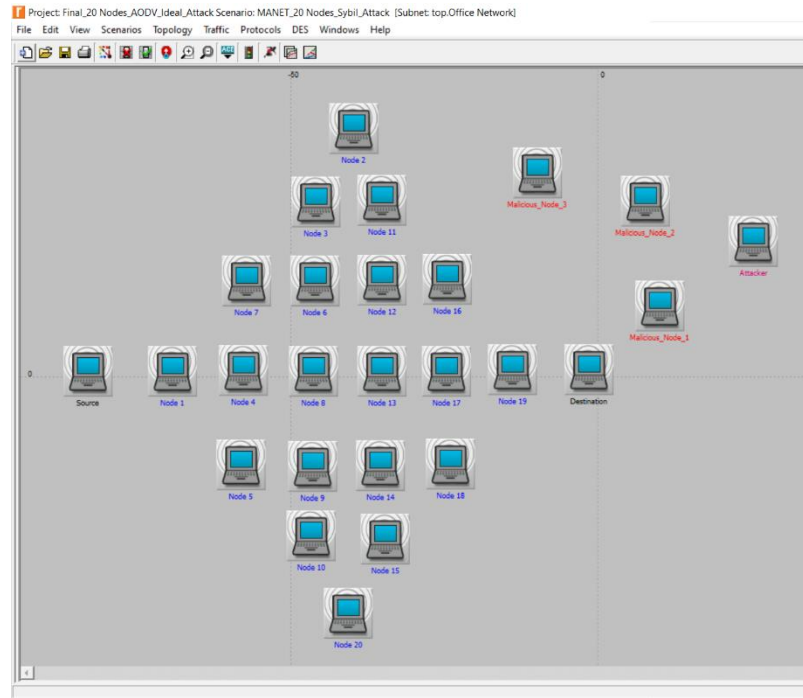 Project: Final_20 Nodes_AODV_Ideal_Attack Scenario: MANET_20 Nodes_Sybil_Attack [Subnet: top.Office Network]
File Edit View Scenarios Topology Traffic Protocols DES Windows Help
-50 0
Node 2
Malicious_Node_3
Node 3 Node 11 Malicious_Node_2
Attacker
Node 7 Node 6 Node 12 Node 16
Malicious_Node_1
0
Source Node 1 Node 4 Node 8 Node 13 Node 17 Node 19 Destination
Node 5 Node 9 Node 14 Node 18
Node 10 Node 15
Node 20